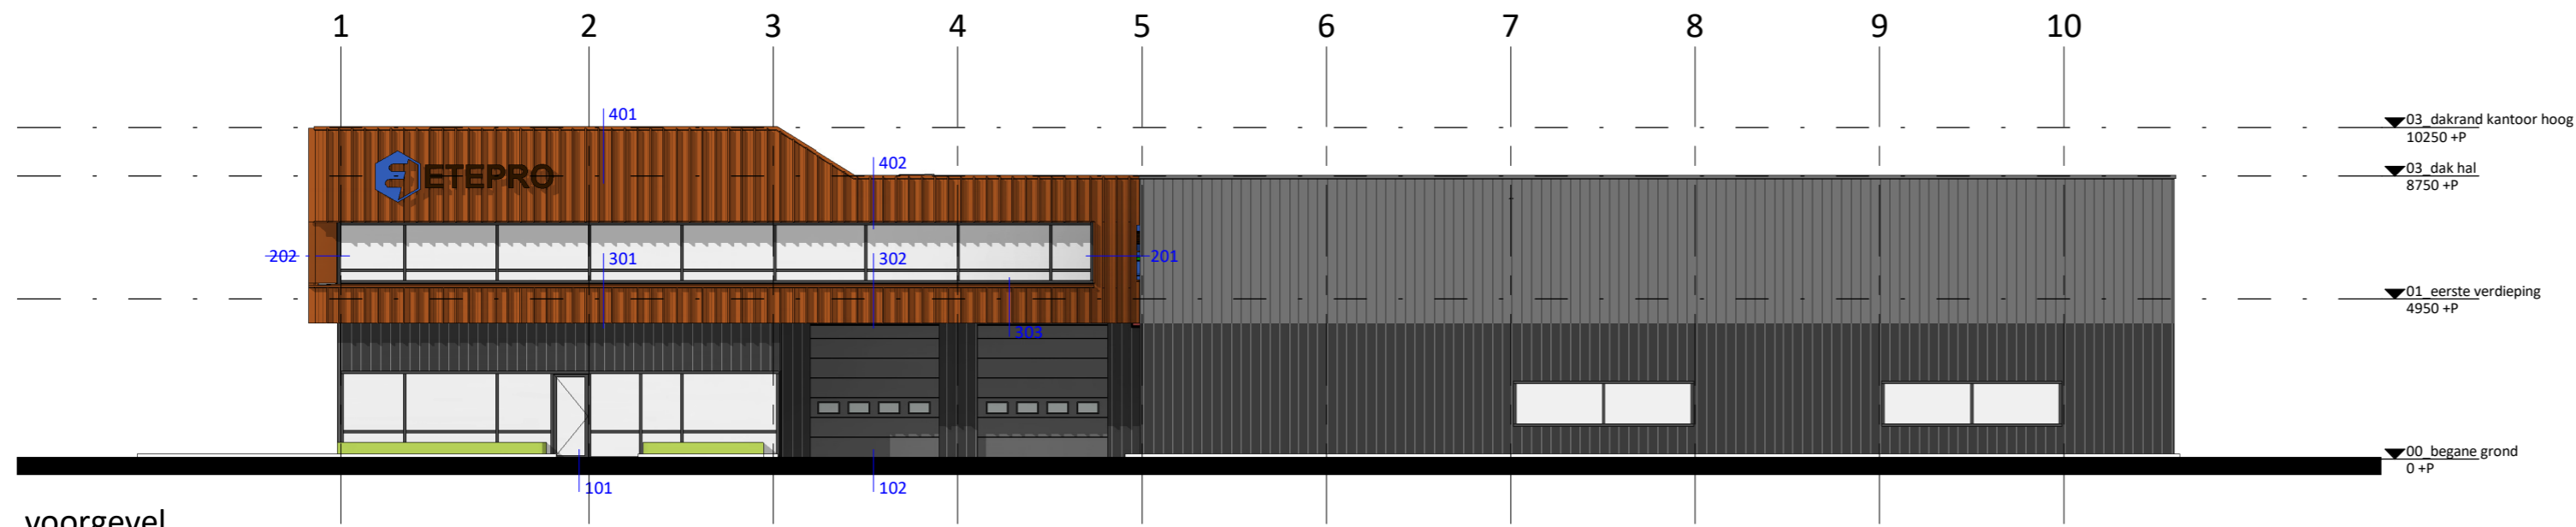 1 2 3 4 5 6 7 8 9 10
401
03_dakrand kantoor hoog
10250 +P
402
03_dak hal
8750 +P
ETEPRO
202 301 302 201
01_eerste verdieping
4950 +P
303
00_begane grond
0 +P
101 102
voorgevel